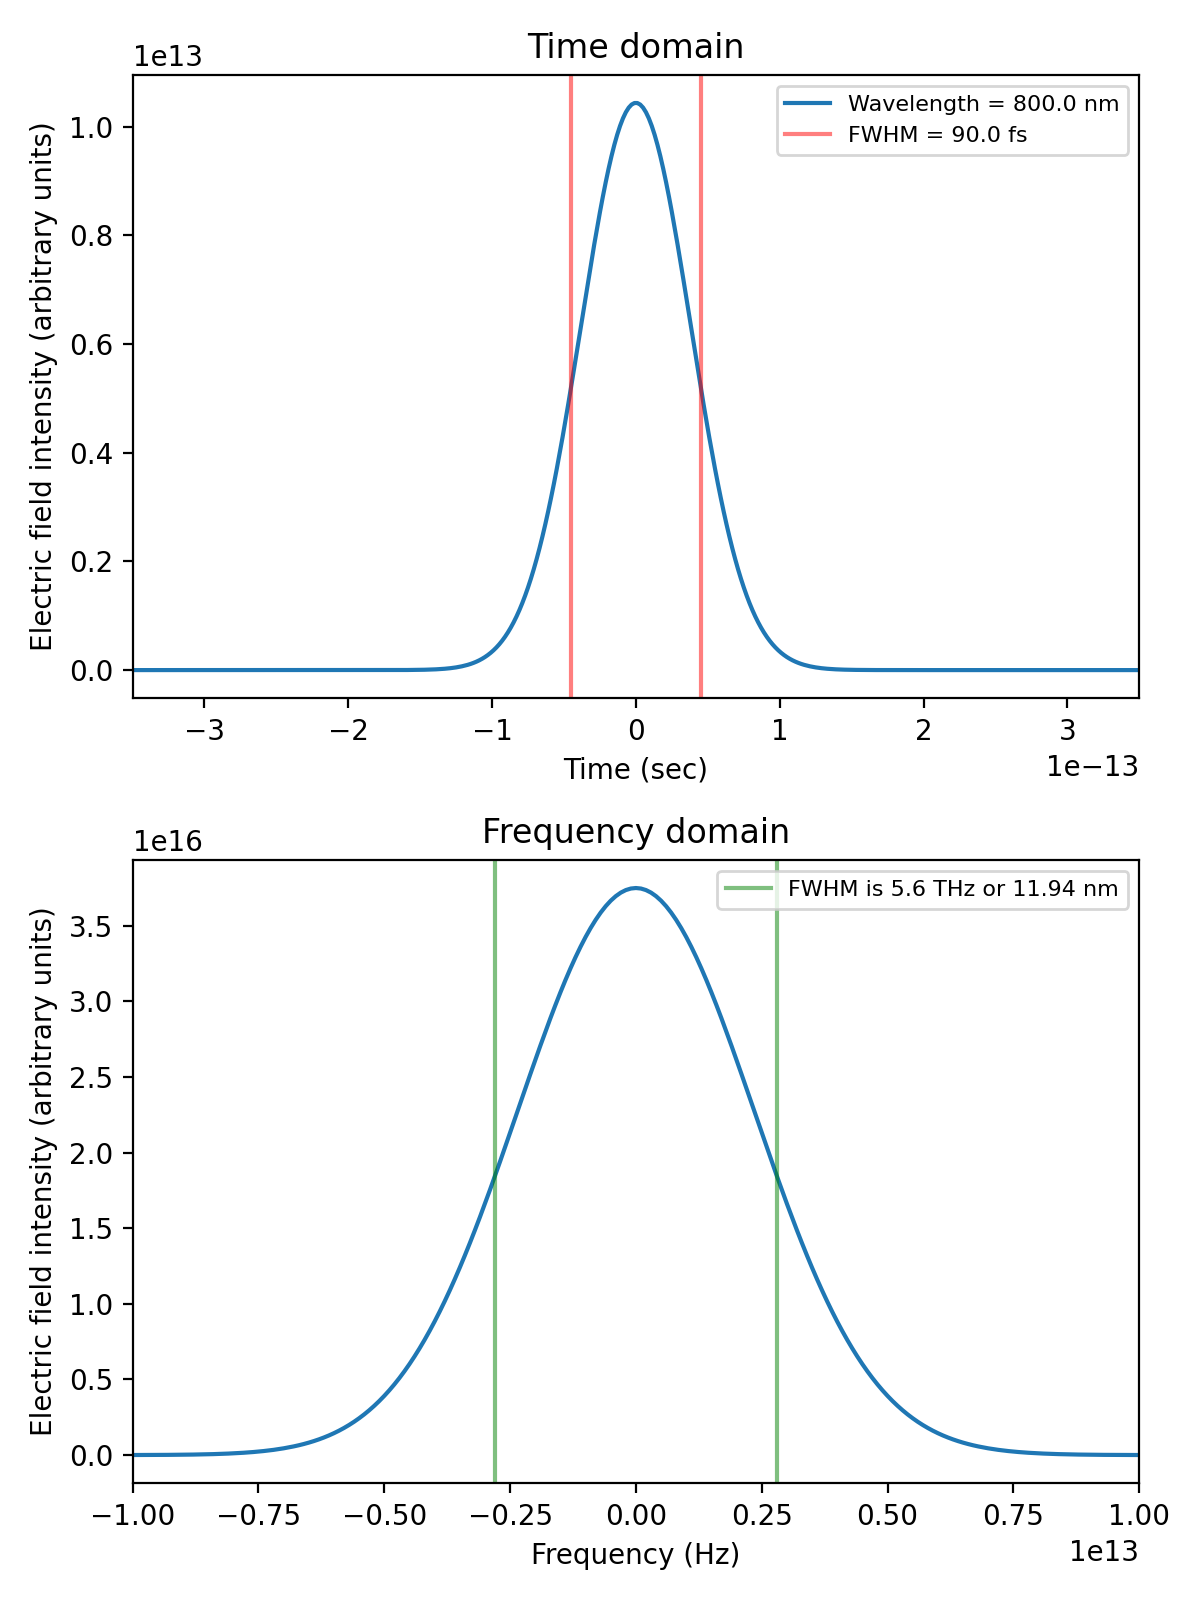 Time domain
1e13
Wavelength = 800.0 nm
FWHM = 90.0 fs
Electric field intensity (arbitrary units)
1.0
0.8
0.6
0.4
0.2
0.0
−3 −2 −1 0 1 2 3
Time (sec)
1e−13
Frequency domain
1e16
FWHM is 5.6 THz or 11.94 nm
Electric field intensity (arbitrary units)
3.5
3.0
2.5
2.0
1.5
1.0
0.5
0.0
−1.00 −0.75 −0.50 −0.25 0.00 0.25 0.50 0.75 1.00
Frequency (Hz)
1e13